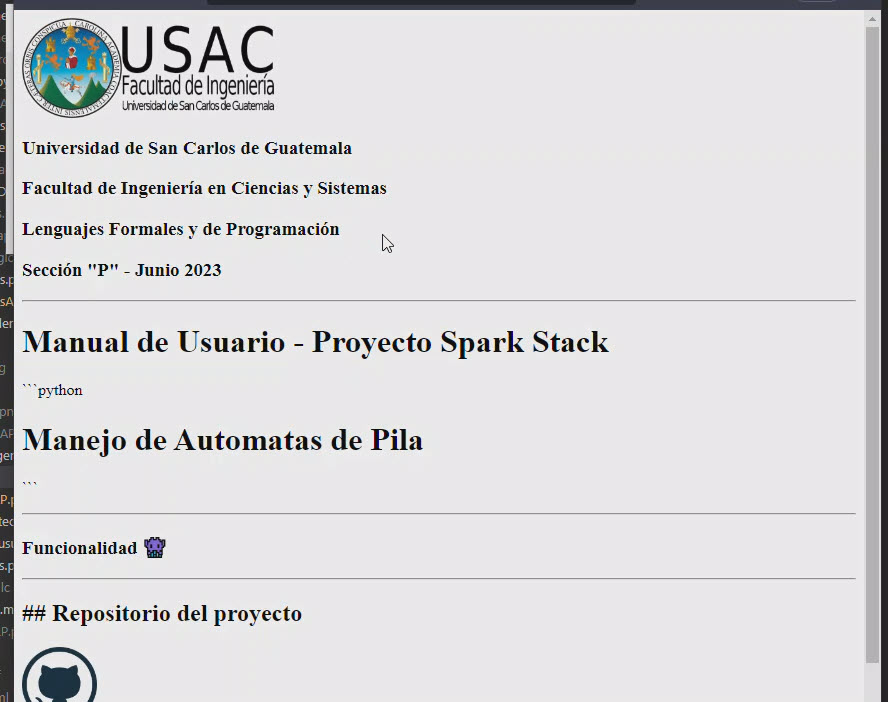 USAC
Facultad de Ingeniería
Universidad de San Carlos de Guatemala
Universidad de San Carlos de Guatemala
Facultad de Ingeniería en Ciencias y Sistemas
Lenguajes Formales y de Programación
Sección "P" - Junio 2023
Manual de Usuario - Proyecto Spark Stack
```python
Manejo de Automatas de Pila
```
Funcionalidad
## Repositorio del proyecto